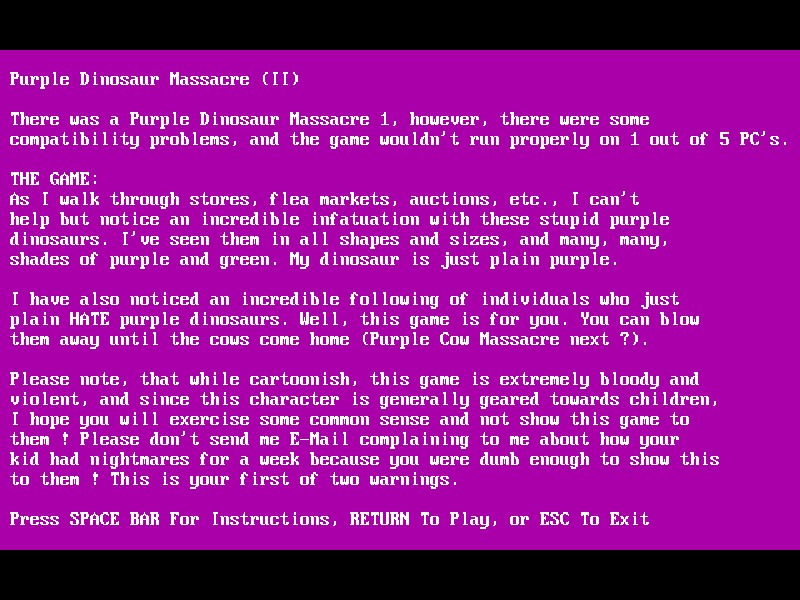 Purple Dinosaur Massacre (II)
There was a Purple Dinosaur Massacre 1, however, there were some
compatibility problems, and the game wouldn't run properly on 1 out of 5 PC's.
THE GAME:
As I walk through stores, flea markets, auctions, etc., I can't
help but notice an incredible infatuation with these stupid purple
dinosaurs. I've seen them in all shapes and sizes, and many, many,
shades of purple and green. My dinosaur is just plain purple.
I have also noticed an incredible following of individuals who just
plain HATE purple dinosaurs. Well, this game is for you. You can blow
them away until the cows come home (Purple Cow Massacre next ?).
Please note, that while cartoonish, this game is extremely bloody and
violent, and since this character is generally geared towards children,
I hope you will exercise some common sense and not show this game to
them ! Please don't send me E-Mail complaining to me about how your
kid had nightmares for a week because you were dumb enough to show this
to them ! This is your first of two warnings.
Press SPACE BAR For Instructions, RETURN To Play, or ESC To Exit